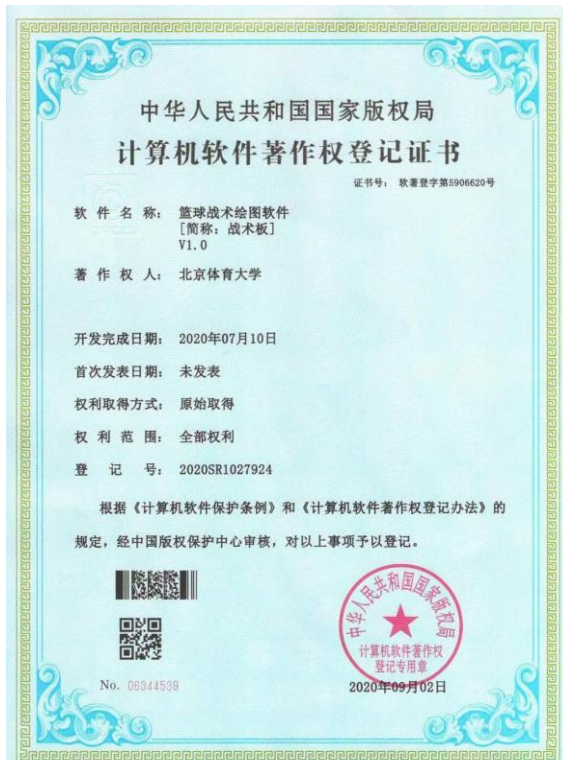 中华人民共和国国家版权局
计算机软件著作权登记证书
证书号: 软著登字第5906620号
软件名称: 篮球战术绘图软件
[简称: 战术板]
V1.0
著作权人: 北京体育大学
开发完成日期: 2020年07月10日
首次发表日期: 未发表
权利取得方式: 原始取得
权利范围: 全部权利
登记号: 2020SR1027924
根据《计算机软件保护条例》和《计算机软件著作权登记办法》的
规定,经中国版权保护中心审核,对以上事项予以登记。
中华人民共和国国家版权局
计算机软件著作权
登记专用章
No. 06344539
2020年09月02日